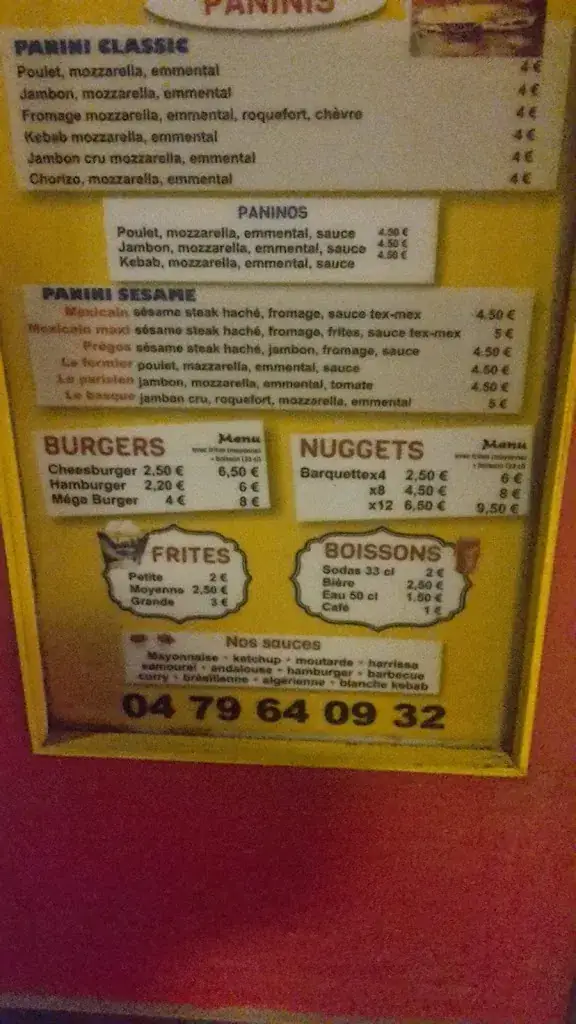 PANINIS
PANINI CLASSIC
Poulet, mozzarella, emmental 4 €
Jambon, mozzarella, emmental 4 €
Fromage mozzarella, emmental, roquefort, chèvre 4 €
Kebab mozzarella, emmental 4 €
Jambon cru mozzarella, emmental 4 €
Chorizo, mozzarella, emmental 4 €
PANINOS
Poulet, mozzarella, emmental, sauce 4.50 €
Jambon, mozzarella, emmental, sauce 4.50 €
Kebab, mozzarella, emmental, sauce 4.50 €
PANINI SESAME
Mexicain sésame steak haché, fromage, sauce tex-mex 4.50 €
Mexicain maxi sésame steak haché, fromage, frites, sauce tex-mex 5 €
Prégos sésame steak haché, jambon, fromage, sauce 4.50 €
Le fermier poulet, mazzarella, emmental, sauce 4.50 €
Le parisien jambon, mozzarella, emmental, tomate 4.50 €
Le basque jambon cru, roquefort, mozzarella, emmental 5 €
BURGERS Menu
+ boisson (33 cl)
Cheesburger 2,50 € 6,50 €
Hamburger 2,20 € 6 €
Méga Burger 4 € 8 €
NUGGETS Menu
+ boisson (33 cl)
Barquettex4 2,50 € 6 €
x8 4,50 € 8 €
x12 6,50 € 9,50 €
FRITES
Petite 2 €
Moyenne 2,50 €
Grande 3 €
BOISSONS
Sodas 33 cl 2 €
Bière 2,50 €
Eau 50 cl 1.50 €
Café 1 €
Nos sauces
Mayonnaise - ketchup - moutarde - harrissa
samouraï - andalouse - hamburger - barbecue
curry - brésilienne - algérienne - blanche kebab
04 79 64 09 32